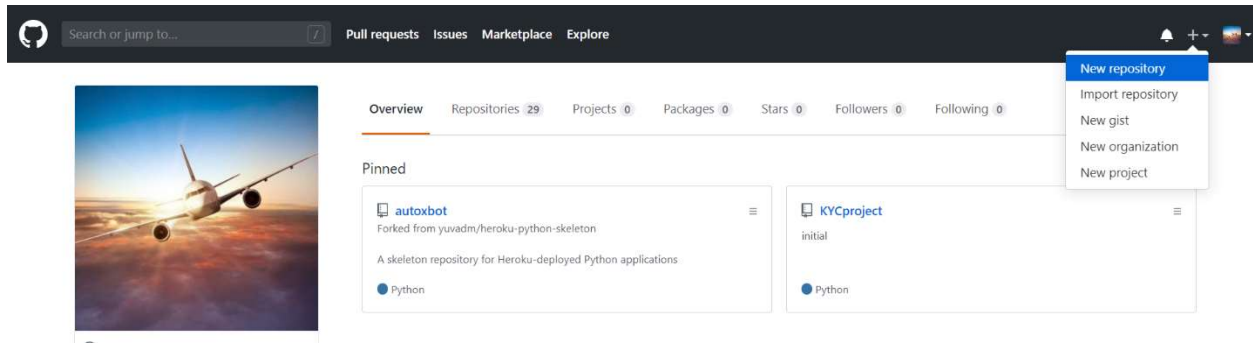 Search or jump to... /
Pull requests Issues Marketplace Explore
New repository
Import repository
New gist
New organization
New project
Overview Repositories 29 Projects 0 Packages 0 Stars 0 Followers 0 Following 0
Pinned
autoxbot
Forked from yuvadm/heroku-python-skeleton
A skeleton repository for Heroku-deployed Python applications
Python
KYCproject
initial
Python